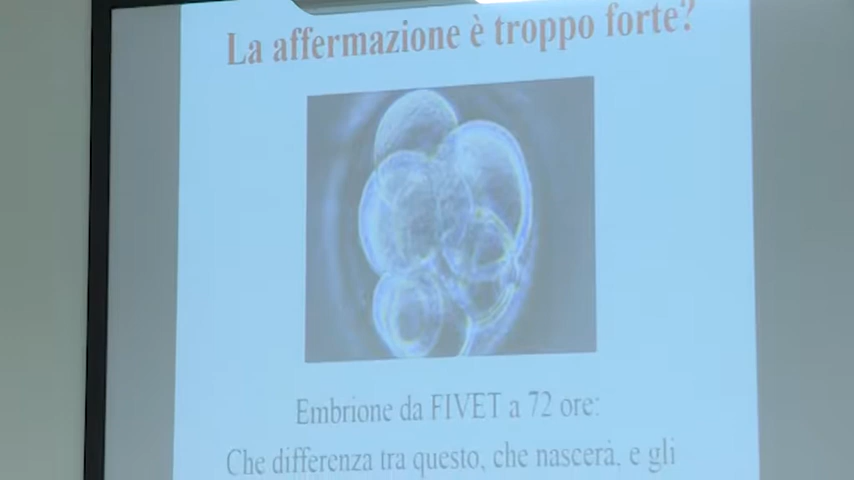 La affermazione è troppo forte?
Embrione da FIVET a 72 ore:
Che differenza tra questo, che nascerà, e gli